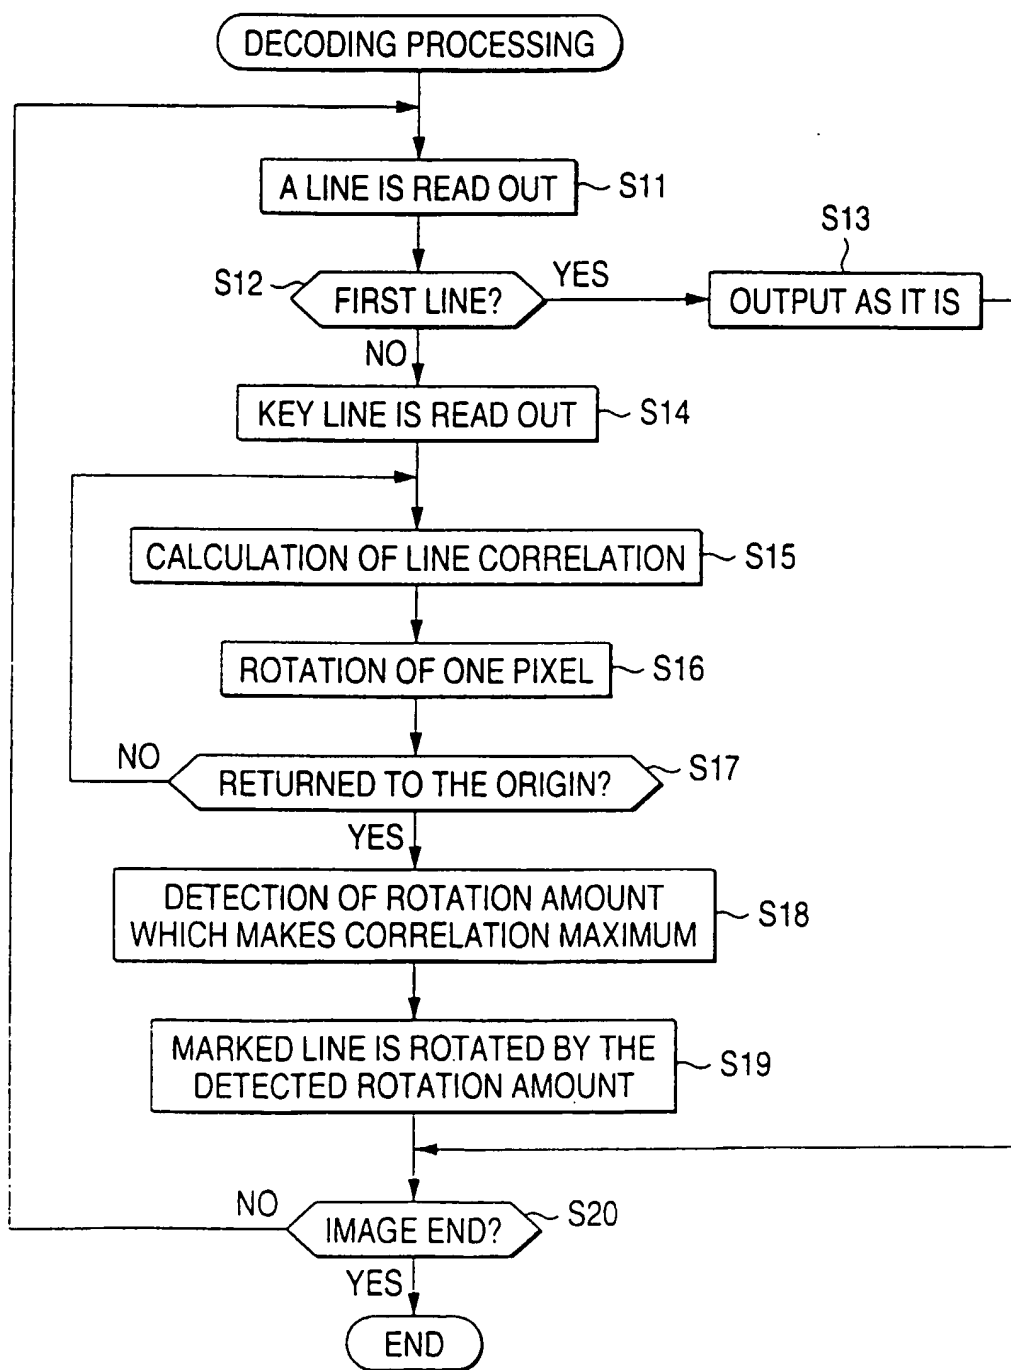 DECODING PROCESSING
A LINE IS READ OUT
S11
S12
FIRST LINE?
YES
S13
OUTPUT AS IT IS
NO
KEY LINE IS READ OUT
S14
CALCULATION OF LINE CORRELATION
S15
ROTATION OF ONE PIXEL
S16
NO
RETURNED TO THE ORIGIN?
S17
YES
DETECTION OF ROTATION AMOUNT
WHICH MAKES CORRELATION MAXIMUM
S18
MARKED LINE IS ROTATED BY THE
DETECTED ROTATION AMOUNT
S19
NO
IMAGE END?
S20
YES
END